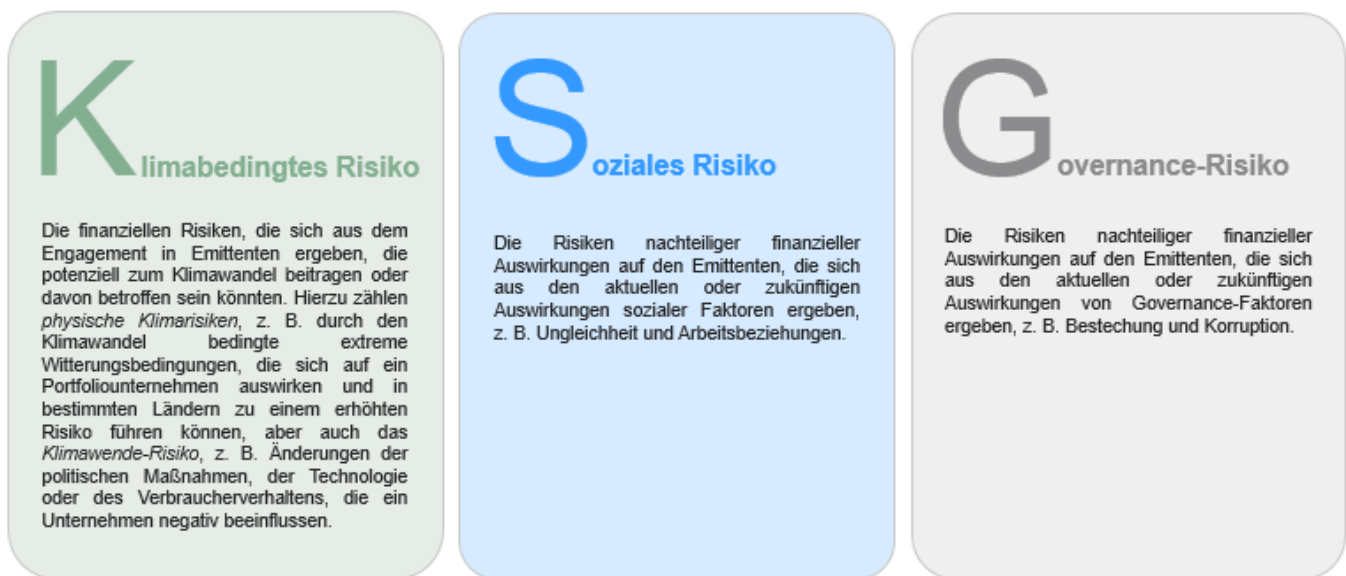 Klimabedingtes Risiko
Die finanziellen Risiken, die sich aus dem
Engagement in Emittenten ergeben, die
potenziell zum Klimawandel beitragen oder
davon betroffen sein könnten. Hierzu zählen
physische Klimarisiken, z. B. durch den
Klimawandel bedingte extreme
Witterungsbedingungen, die sich auf ein
Portfoliounternehmen auswirken und in
bestimmten Ländern zu einem erhöhten
Risiko führen können, aber auch das
Klimawende-Risiko, z. B. Änderungen der
politischen Maßnahmen, der Technologie
oder des Verbraucherverhaltens, die ein
Unternehmen negativ beeinflussen.
Soziales Risiko
Die Risiken nachteiliger finanzieller
Auswirkungen auf den Emittenten, die sich
aus den aktuellen oder zukünftigen
Auswirkungen sozialer Faktoren ergeben,
z. B. Ungleichheit und Arbeitsbeziehungen.
Governance-Risiko
Die Risiken nachteiliger finanzieller
Auswirkungen auf den Emittenten, die sich
aus den aktuellen oder zukünftigen
Auswirkungen von Governance-Faktoren
ergeben, z. B. Bestechung und Korruption.